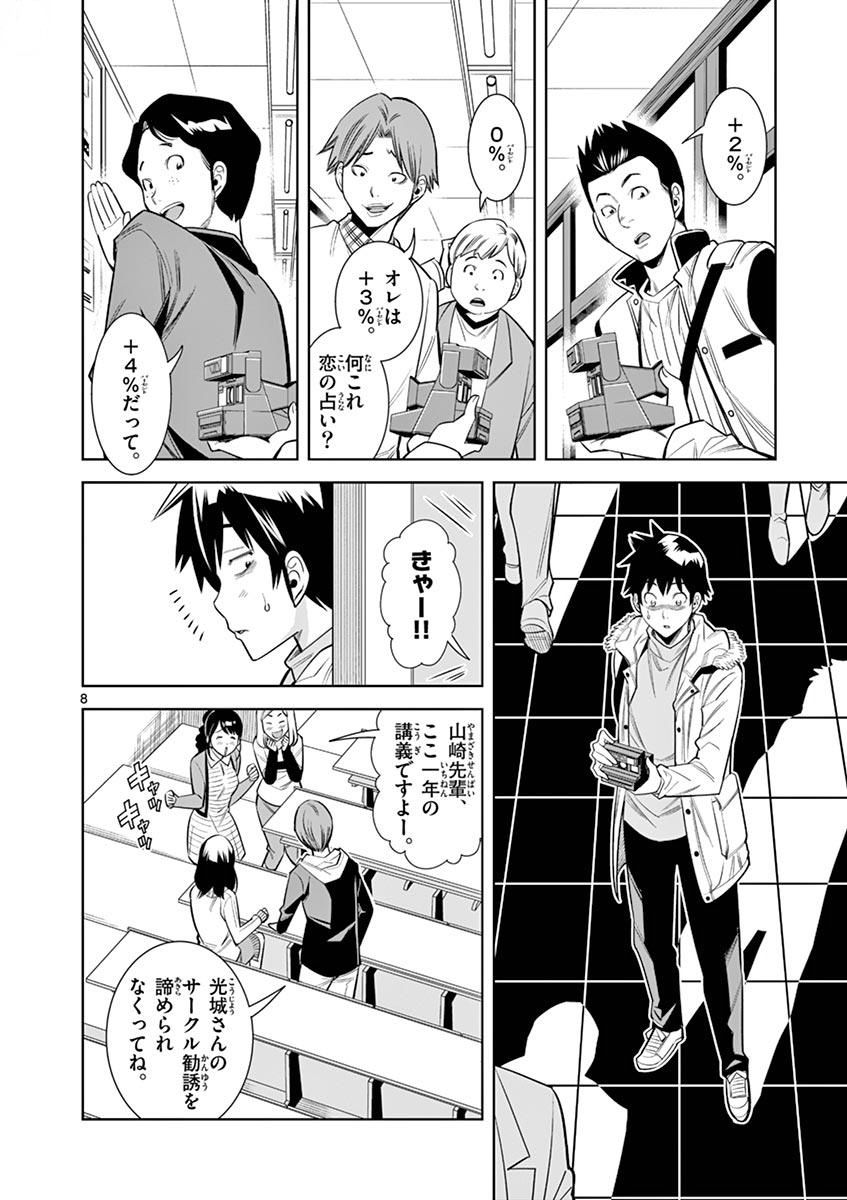 +2%。
0%。
オレは
+3%。
何これ
恋の占い?
+4%だって。
きゃー!!
山崎先輩、
ここ一年の
講義ですよー。
キャッ
キャッ
光城さんの
サークル勧誘を
諦められ
なくってね。
8